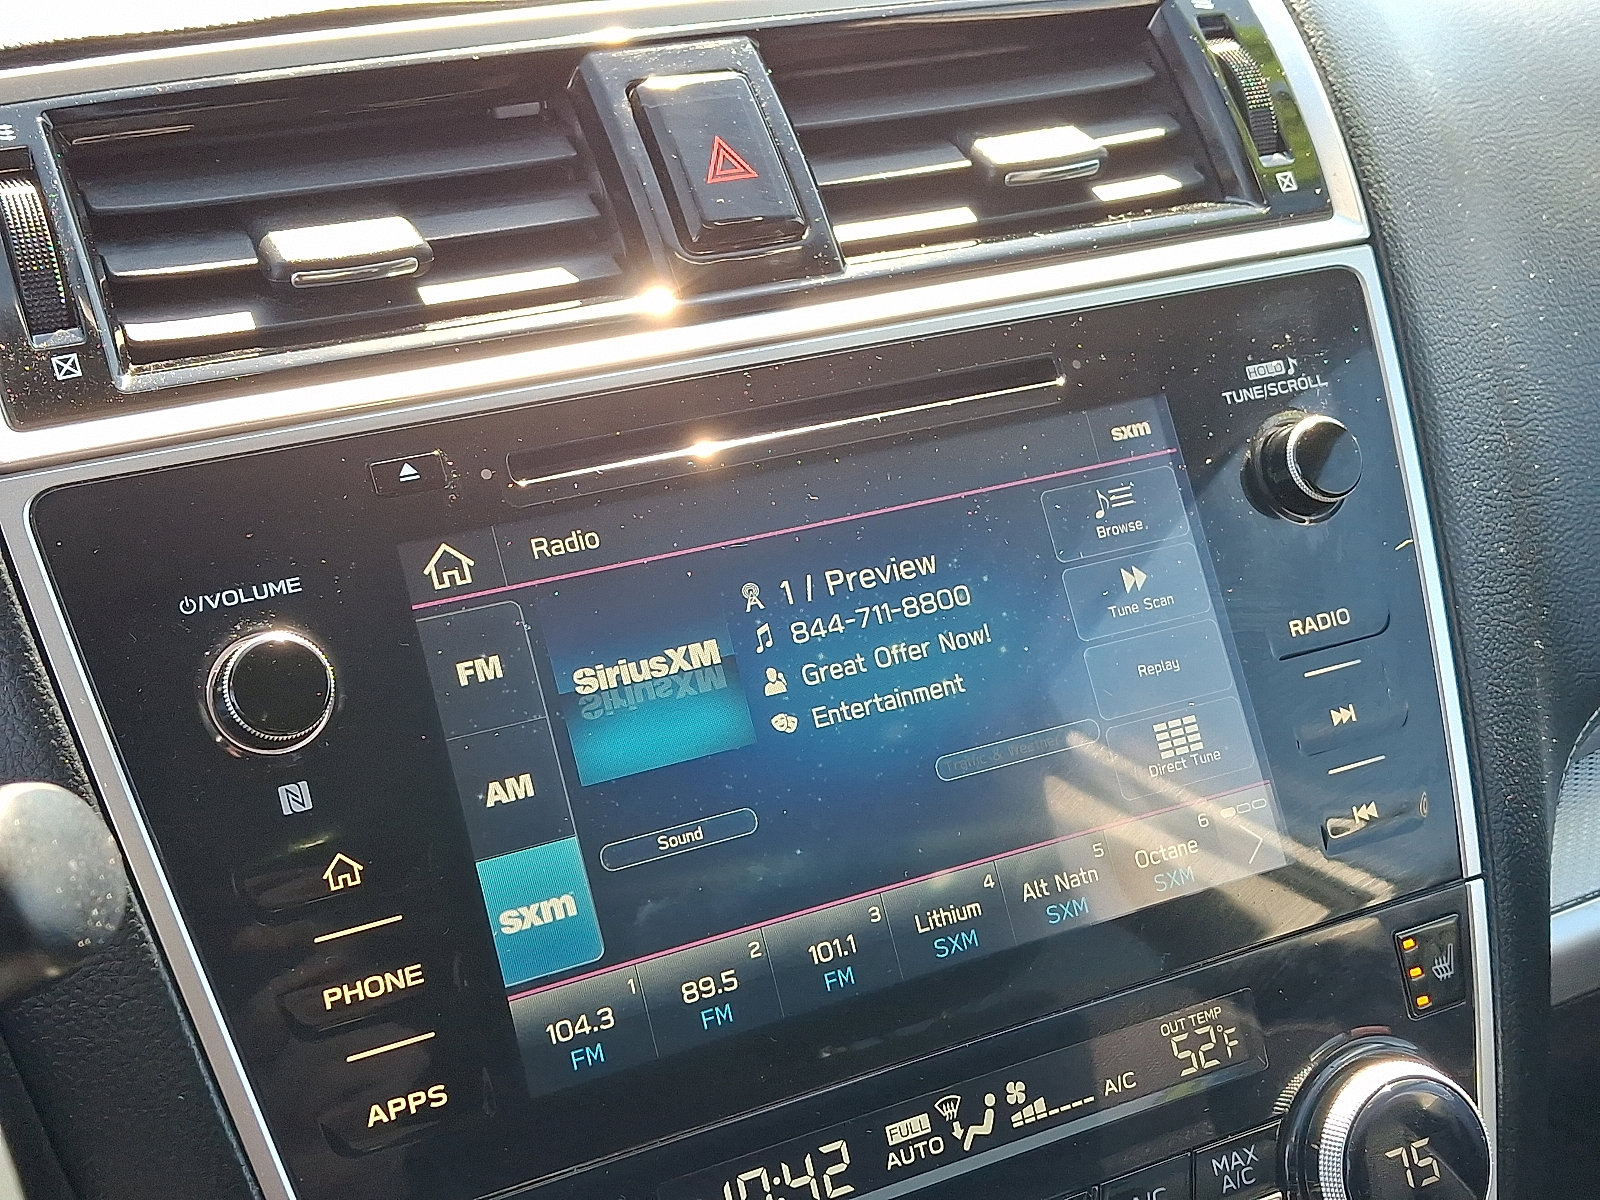 HOLD
TUNE/SCROLL
sxm
Radio
/VOLUME
1 / Preview
844-711-8800
Great Offer Now!
Entertainment
SiriusXM
Browse
Tune Scan
Replay
Direct Tune
Traffic & Weather
Sound
FM
AM
sxm
RADIO
PHONE
APPS
1
104.3
FM
2
89.5
FM
3
101.1
FM
4
Lithium
SXM
5
Alt Natn
SXM
6
Octane
SXM
OUT TEMP
52°F
A/C
FULL
AUTO
:42
MAX
A/C
75